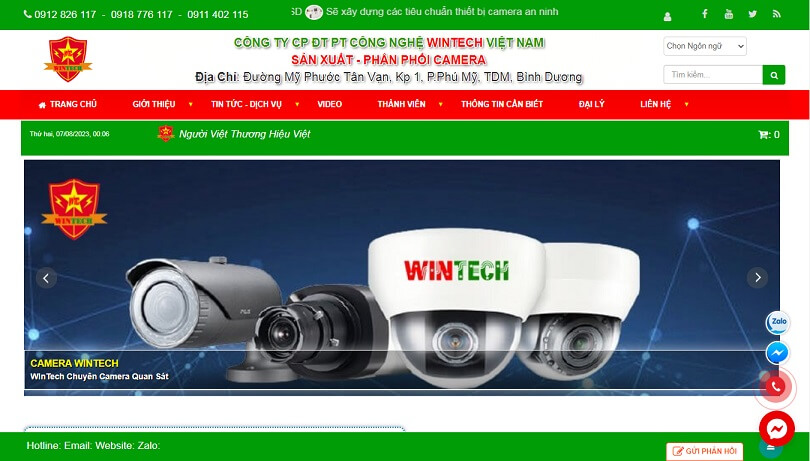 0912 826 117 - 0918 776 117 - 0911 402 115
SD Sẽ xây dựng các tiêu chuẩn thiết bị camera an ninh
WINTECH
CÔNG TY CP ĐT PT CÔNG NGHỆ WINTECH VIỆT NAM
SẢN XUẤT - PHÂN PHỐI CAMERA
Địa Chỉ: Đường Mỹ Phước Tân Vạn, Kp 1, P.Phú Mỹ, TDM, Bình Dương
Chọn Ngôn ngữ
Tìm kiếm...
TRANG CHỦ GIỚI THIỆU TIN TỨC - DỊCH VỤ VIDEO THÀNH VIÊN THÔNG TIN CẦN BIẾT ĐẠI LÝ LIÊN HỆ
Thứ hai, 07/08/2023, 00:06
Người Việt Thương Hiệu Việt
: 0
WINTECH
WINTECH
CAMERA WINTECH
WinTech Chuyên Camera Quan Sát
Zalo
Hotline: Email: Website: Zalo:
GỬI PHẢN HỒI